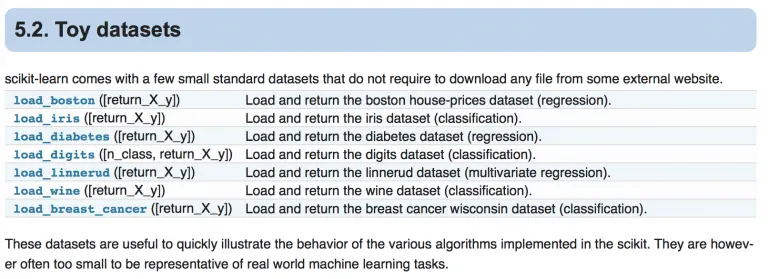 5.2. Toy datasets
scikit-learn comes with a few small standard datasets that do not require to download any file from some external website.
load_boston ([return_X_y]) Load and return the boston house-prices dataset (regression).
load_iris ([return_X_y]) Load and return the iris dataset (classification).
load_diabetes ([return_X_y]) Load and return the diabetes dataset (regression).
load_digits ([n_class, return_X_y]) Load and return the digits dataset (classification).
load_linnerud ([return_X_y]) Load and return the linnerud dataset (multivariate regression).
load_wine ([return_X_y]) Load and return the wine dataset (classification).
load_breast_cancer ([return_X_y]) Load and return the breast cancer wisconsin dataset (classification).
These datasets are useful to quickly illustrate the behavior of the various algorithms implemented in the scikit. They are howev-
er often too small to be representative of real world machine learning tasks.